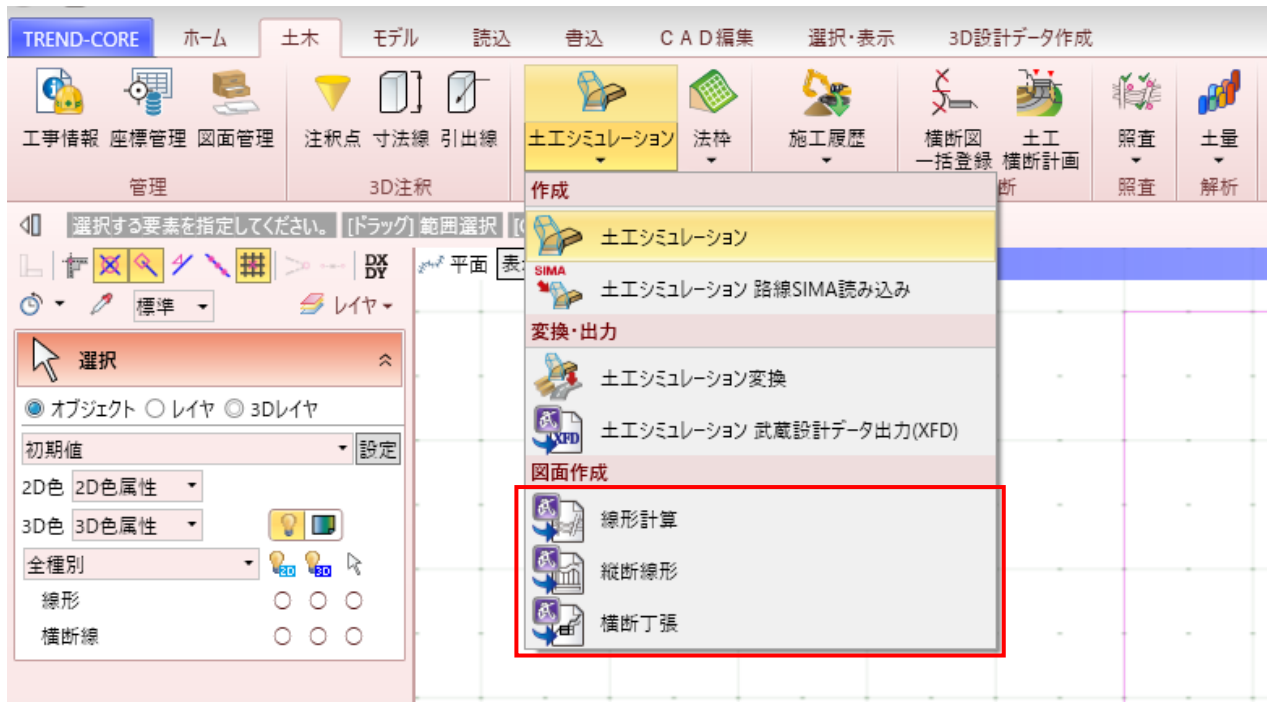 TREND-CORE ホーム 土木 モデル 読込 書込 ＣＡＤ編集 選択・表示 3D設計データ作成
工事情報 座標管理 図面管理 注釈点 寸法線 引出線 土工シミュレーション 法枠 施工履歴 横断図 土工 照査 土量
一括登録 横断計画
管理 3D注釈 断 照査 解析
作成
選択する要素を指定してください。 [ドラッグ] 範囲選択
土工シミュレーション
DX
DY
平面
SIMA
土工シミュレーション 路線SIMA読み込み
標準 レイヤ
変換・出力
選択
土工シミュレーション変換
オブジェクト レイヤ 3Dレイヤ
XFD
土工シミュレーション 武蔵設計データ出力(XFD)
初期値 設定
図面作成
2D色 2D色属性
線形計算
3D色 3D色属性
全種別 2D 3D
縦断線形
線形
横断丁張
横断線